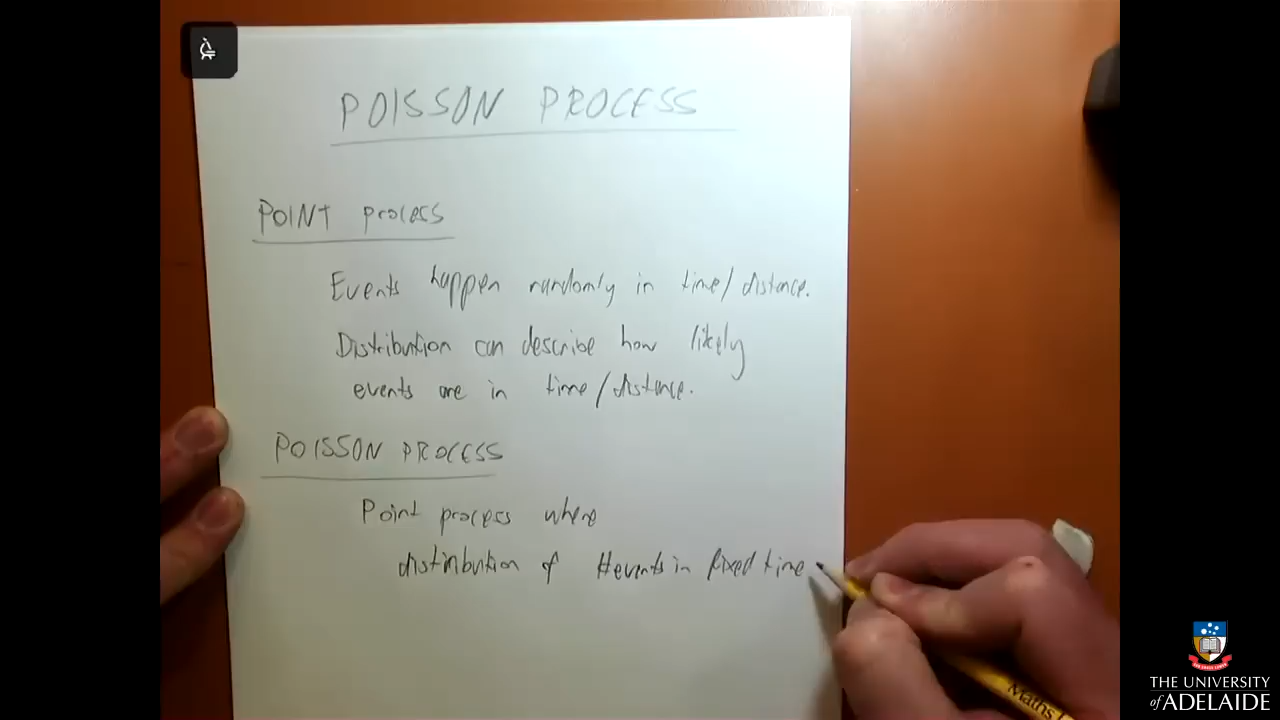 POISSON PROCESS
POINT process
Events happen randomly in time/distance.
Distribution can describe how likely
events are in time/distance.
POISSON PROCESS
Point process where
distribution of #events in fixed time
Maths
THE UNIVERSITY
of ADELAIDE